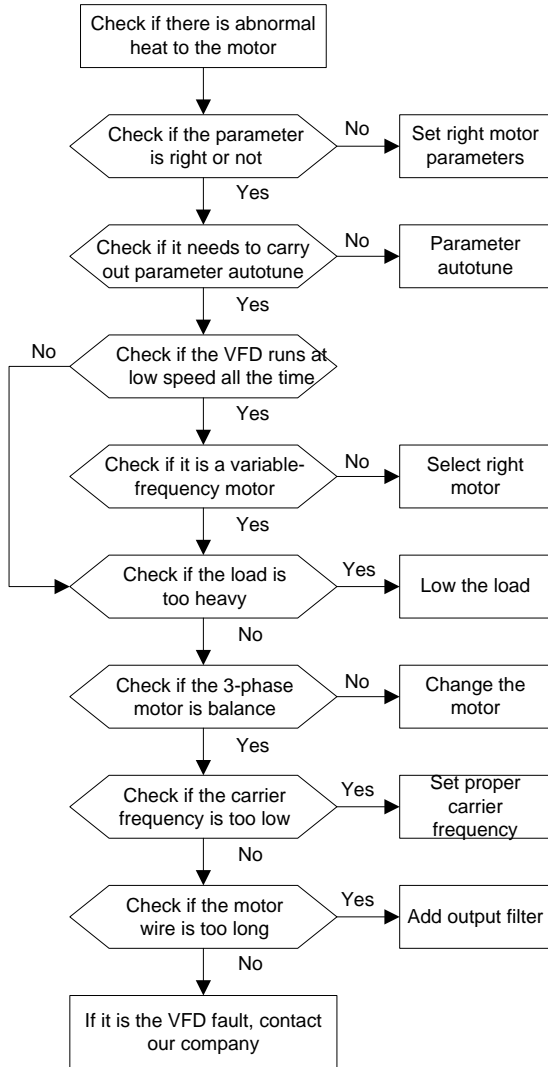 Check if there is abnormal
heat to the motor
Check if the parameter
is right or not
No
Set right motor
parameters
Yes
Check if it needs to carry
out parameter autotune
No
Parameter
autotune
Yes
No
Check if the VFD runs at
low speed all the time
Yes
Check if it is a variable-
frequency motor
No
Select right
motor
Yes
Check if the load is
too heavy
Yes
Low the load
No
Check if the 3-phase
motor is balance
No
Change the
motor
Yes
Check if the carrier
frequency is too low
Yes
Set proper
carrier
frequency
No
Check if the motor
wire is too long
Yes
Add output filter
No
If it is the VFD fault, contact
our company